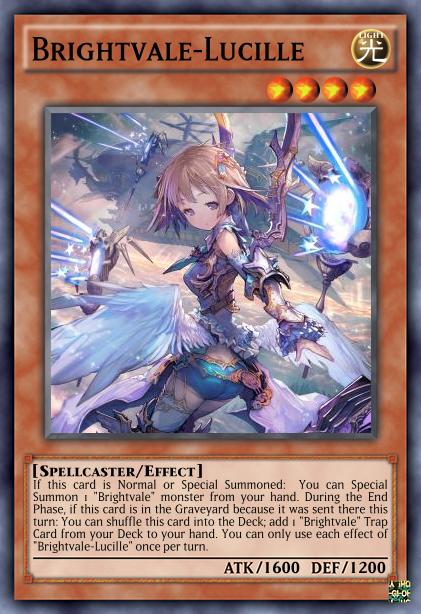 Brightvale-Lucille
LIGHT
光
[Spellcaster/Effect]
If this card is Normal or Special Summoned: You can Special
Summon 1 "Brightvale" monster from your hand. During the End
Phase, if this card is in the Graveyard because it was sent there this
turn: You can shuffle this card into the Deck; add 1 "Brightvale" Trap
Card from your Deck to your hand. You can only use each effect of
"Brightvale-Lucille" once per turn.
ATK/1600 DEF/1200